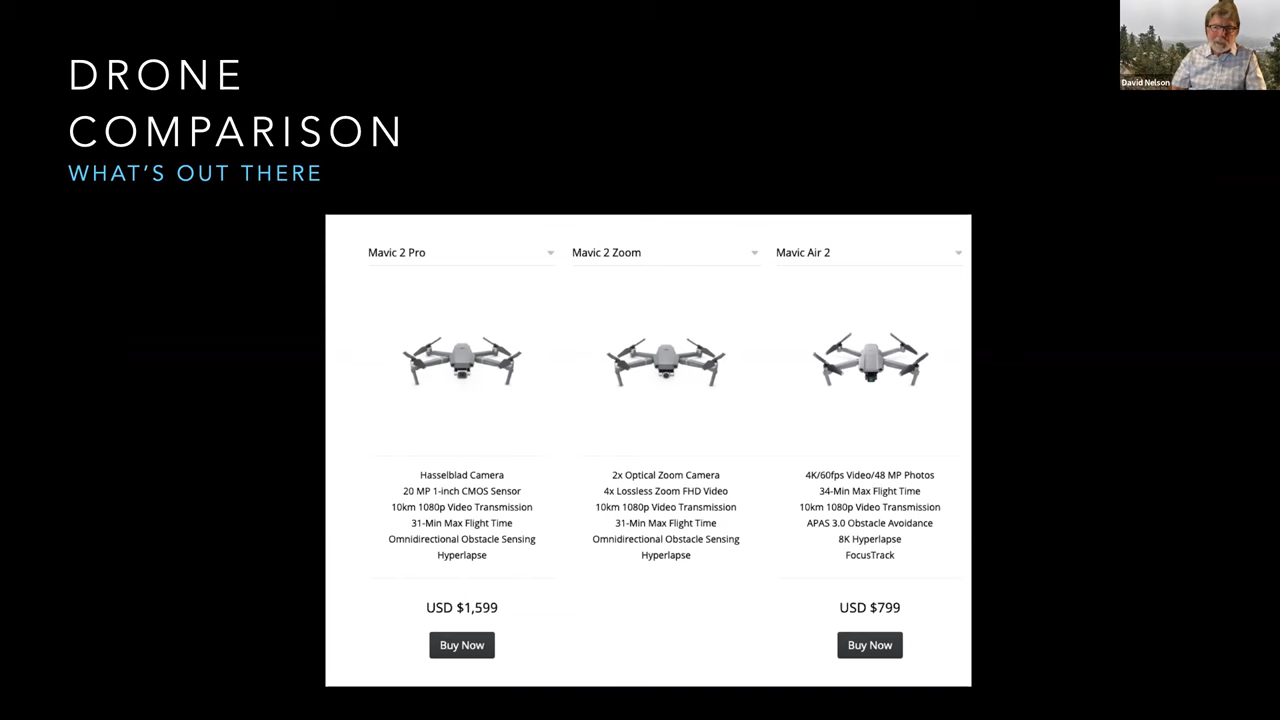 DRONE
COMPARISON
WHAT'S OUT THERE
David Nelson
Mavic 2 Pro
Mavic 2 Zoom
Mavic Air 2
Hasselblad Camera
20 MP 1-inch CMOS Sensor
10km 1080p Video Transmission
31-Min Max Flight Time
Omnidirectional Obstacle Sensing
Hyperlapse
USD $1,599
Buy Now
2x Optical Zoom Camera
4x Lossless Zoom FHD Video
10km 1080p Video Transmission
31-Min Max Flight Time
Omnidirectional Obstacle Sensing
Hyperlapse
4K/60fps Video/48 MP Photos
34-Min Max Flight Time
10km 1080p Video Transmission
APAS 3.0 Obstacle Avoidance
8K Hyperlapse
FocusTrack
USD $799
Buy Now